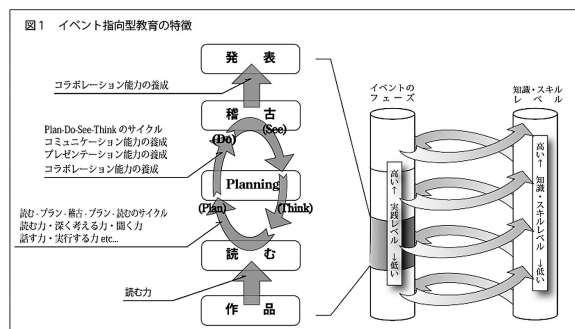 図1 イベント指向型教育の特徴
発 表
コラボレーション能力の養成
稽 古
(Do)
(See)
Plan-Do-See-Think のサイクル
コミュニケーション能力の養成
プレゼンテーション能力の養成
コラボレーション能力の養成
Planning
(Plan)
(Think)
読む - プラン - 稽古 - プラン - 読むのサイクル
読む力・深く考える力・聞く力
話す力・実行する力 etc...
読 む
読む力
作 品
イベントの
フェーズ
高い↑ 実践レベル ↓低い
知識・スキル
レベル
高い↑ 知識・スキルレベル ↓低い